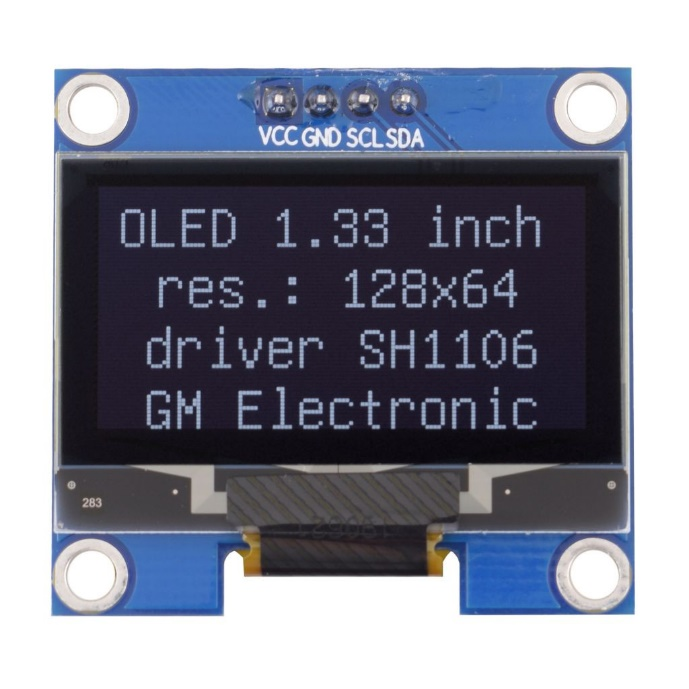 VCC GND SCL SDA
OLED 1.33 inch
res.: 128x64
driver SH1106
GM Electronic
283